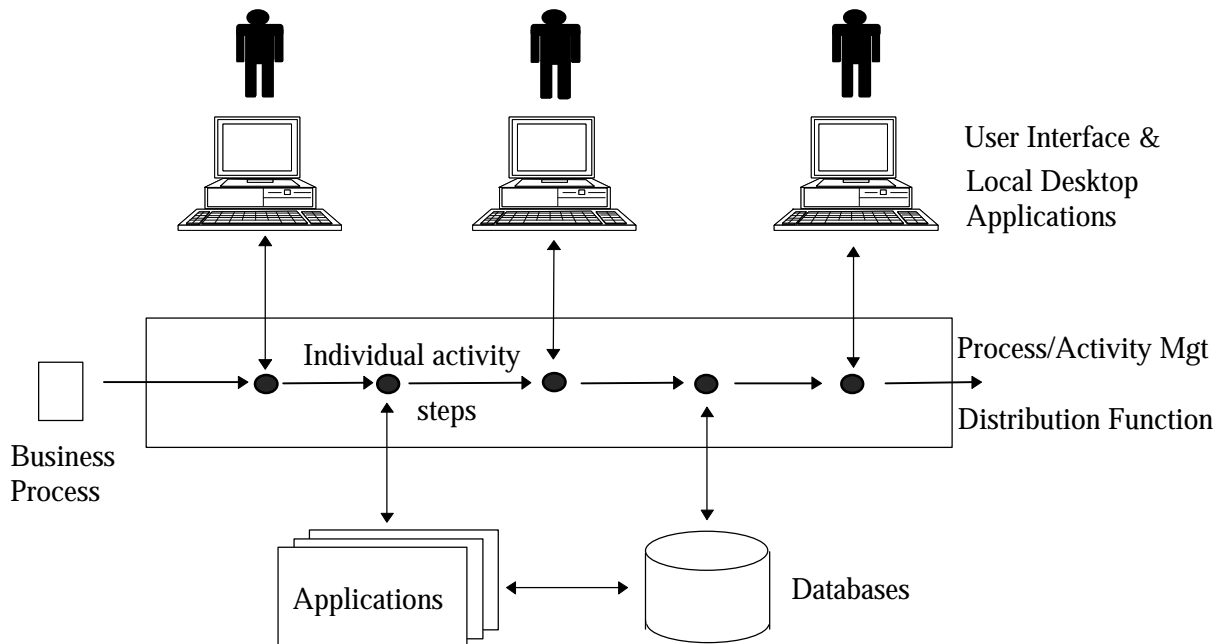 User Interface &
Local Desktop
Applications
Individual activity
steps
Process/Activity Mgt
Distribution Function
Business
Process
Applications
Databases